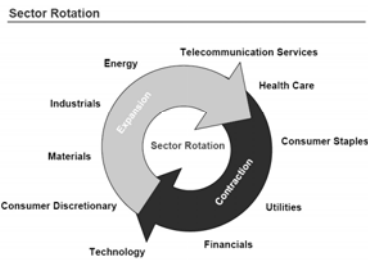 Sector Rotation
Telecommunication Services
Energy
Health Care
Industrials
Expansion
Sector Rotation
Consumer Staples
Materials
Contraction
Consumer Discretionary
Utilities
Technology
Financials